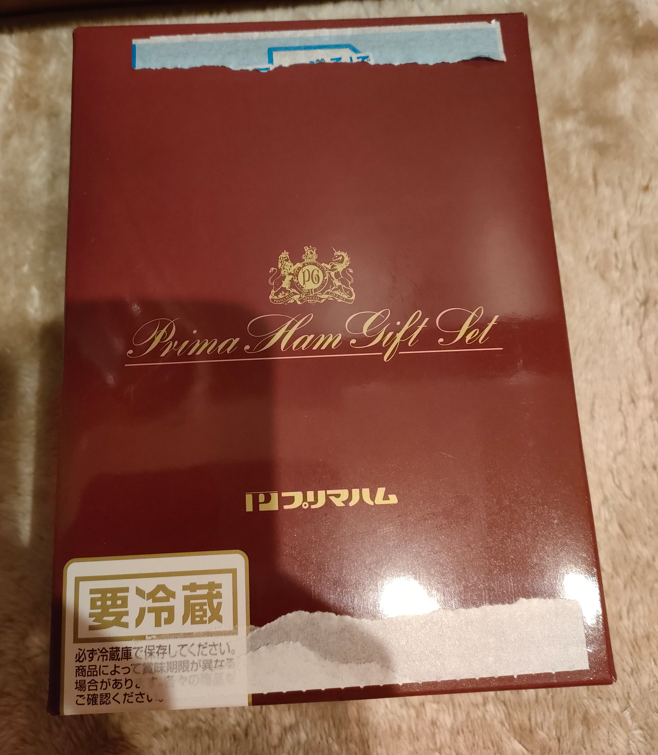 PG
Prima Ham Gift Set
プリマハム
要冷蔵
必ず冷蔵庫で保存してください。
商品によって賞味期限が異なる
場合があり、
ご確認ください。